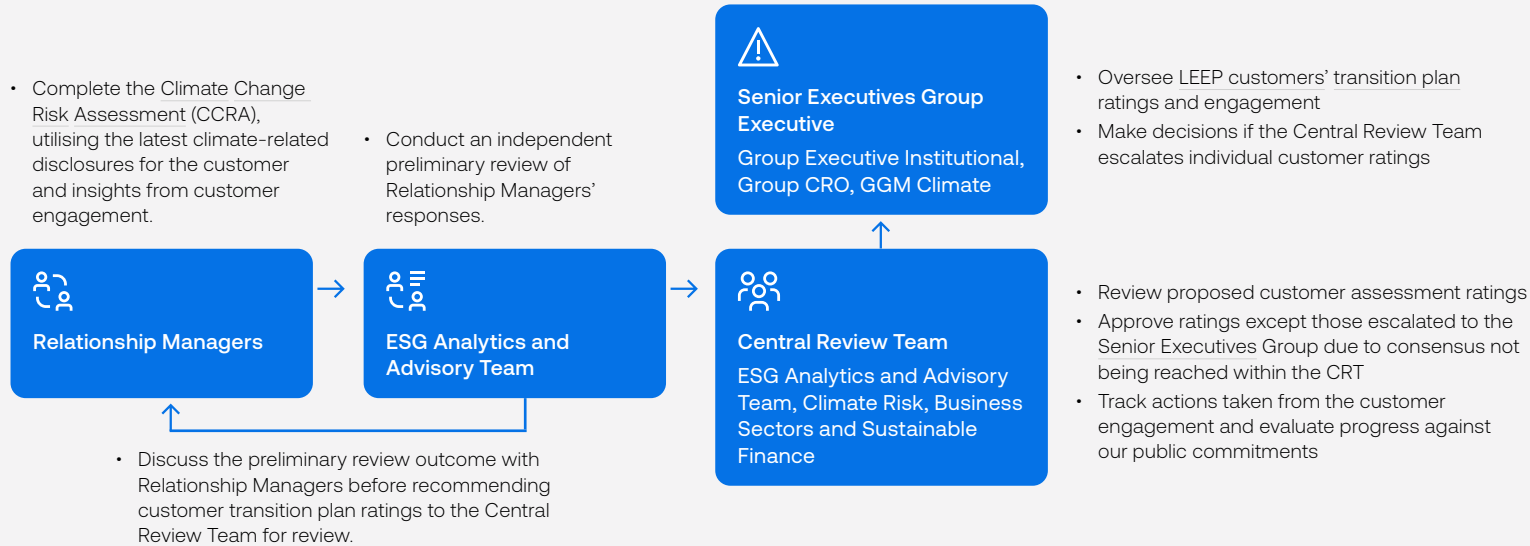 • Complete the Climate Change
Risk Assessment (CCRA),
utilising the latest climate-related
disclosures for the customer
and insights from customer
engagement.
Relationship Managers
• Conduct an independent
preliminary review of
Relationship Managers’
responses.
ESG Analytics and
Advisory Team
• Discuss the preliminary review outcome with
Relationship Managers before recommending
customer transition plan ratings to the Central
Review Team for review.
Senior Executives Group
Executive
Group Executive Institutional,
Group CRO, GGM Climate
• Oversee LEEP customers’ transition plan
ratings and engagement
• Make decisions if the Central Review Team
escalates individual customer ratings
Central Review Team
ESG Analytics and Advisory
Team, Climate Risk, Business
Sectors and Sustainable
Finance
• Review proposed customer assessment ratings
• Approve ratings except those escalated to the
Senior Executives Group due to consensus not
being reached within the CRT
• Track actions taken from the customer
engagement and evaluate progress against
our public commitments